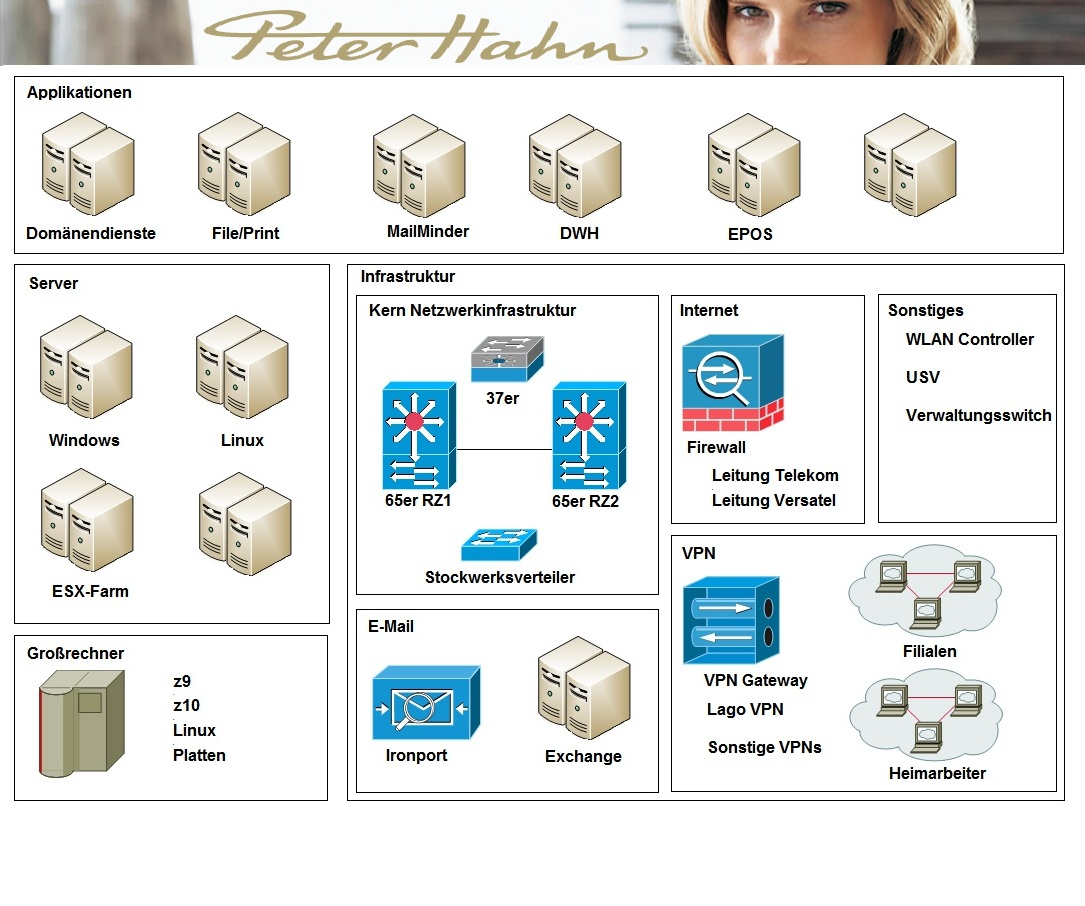 Peter Hahn
Applikationen
Domänendienste
File/Print
MailMinder
DWH
EPOS
Server
Windows
Linux
ESX-Farm
Großrechner
z9
z10
Linux
Platten
Infrastruktur
Kern Netzwerkinfrastruktur
37er
65er RZ1
65er RZ2
Stockwerksverteiler
E-Mail
Ironport
Exchange
Internet
Firewall
Leitung Telekom
Leitung Versatel
Sonstiges
WLAN Controller
USV
Verwaltungsswitch
VPN
VPN Gateway
Lago VPN
Sonstige VPNs
Filialen
Heimarbeiter